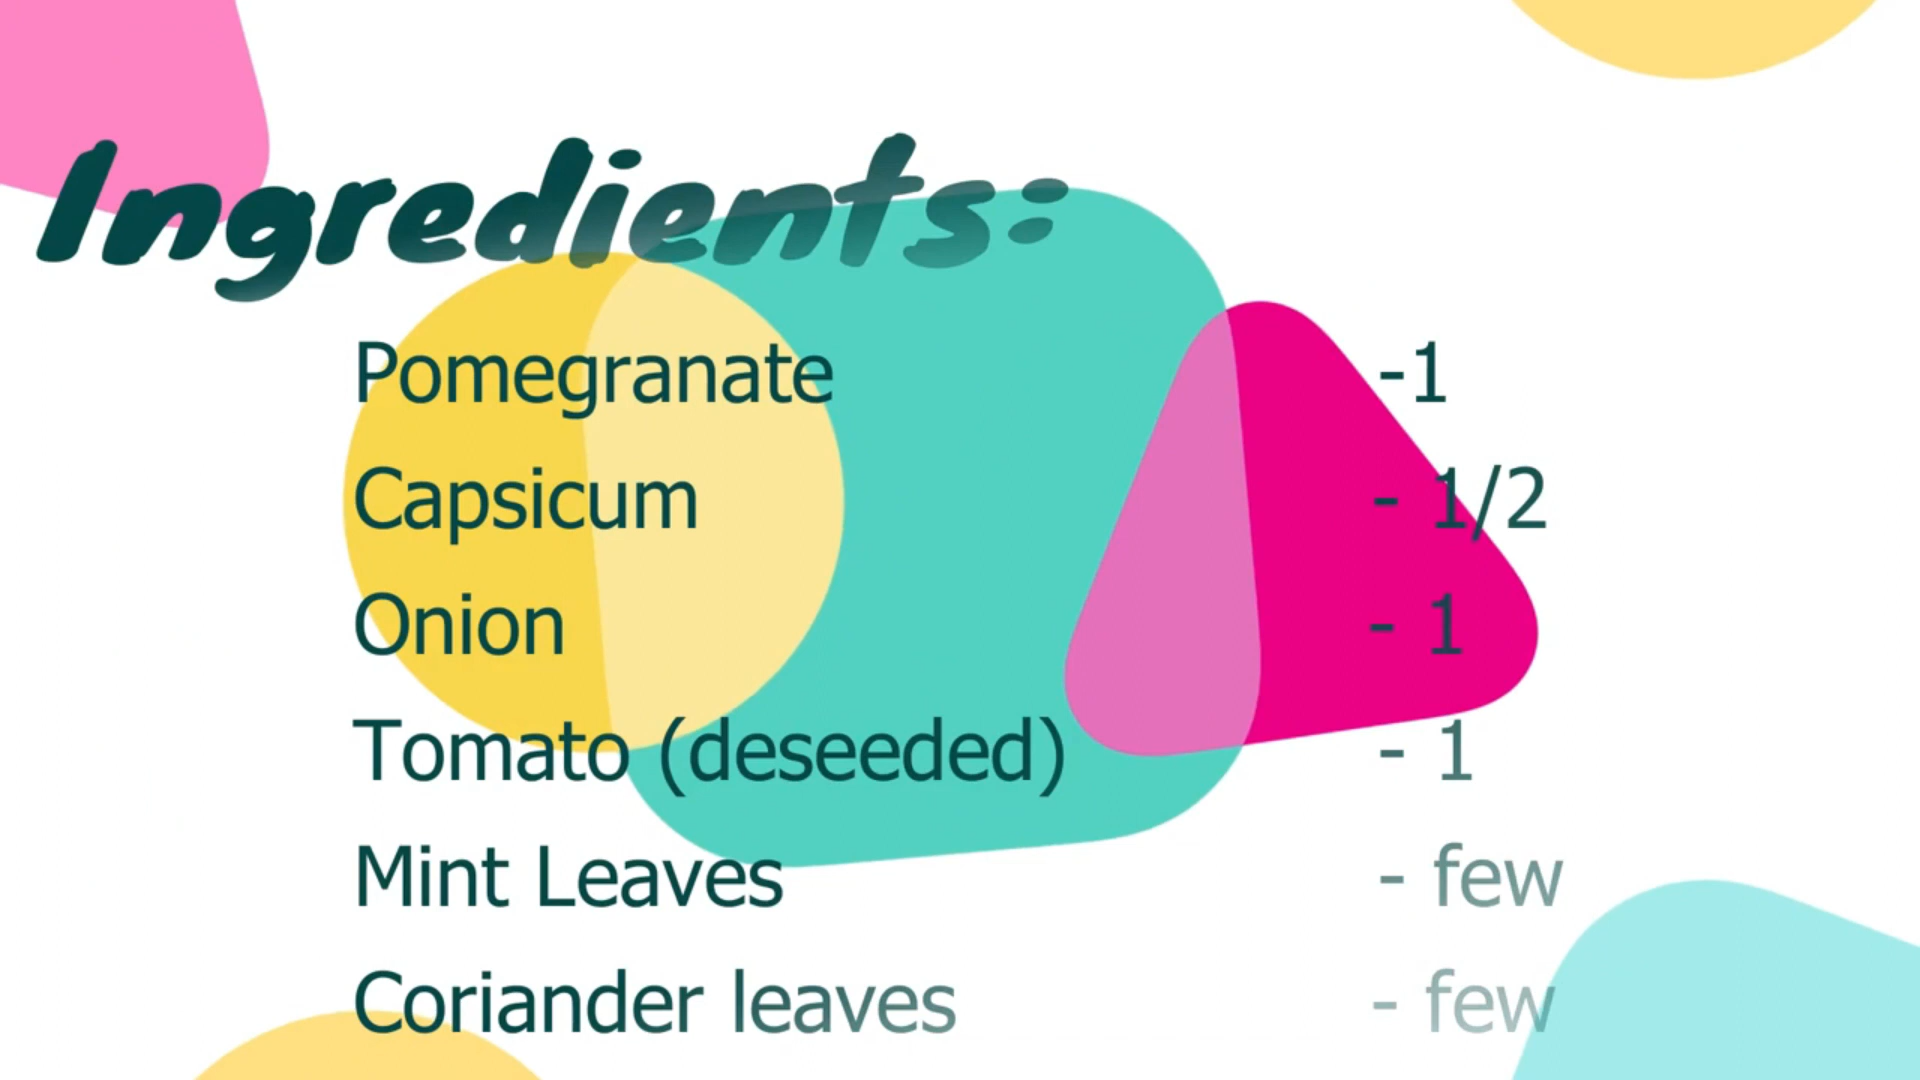 Ingredients:
Pomegranate -1
Capsicum - 1/2
Onion - 1
Tomato (deseeded) - 1
Mint Leaves - few
Coriander leaves - few